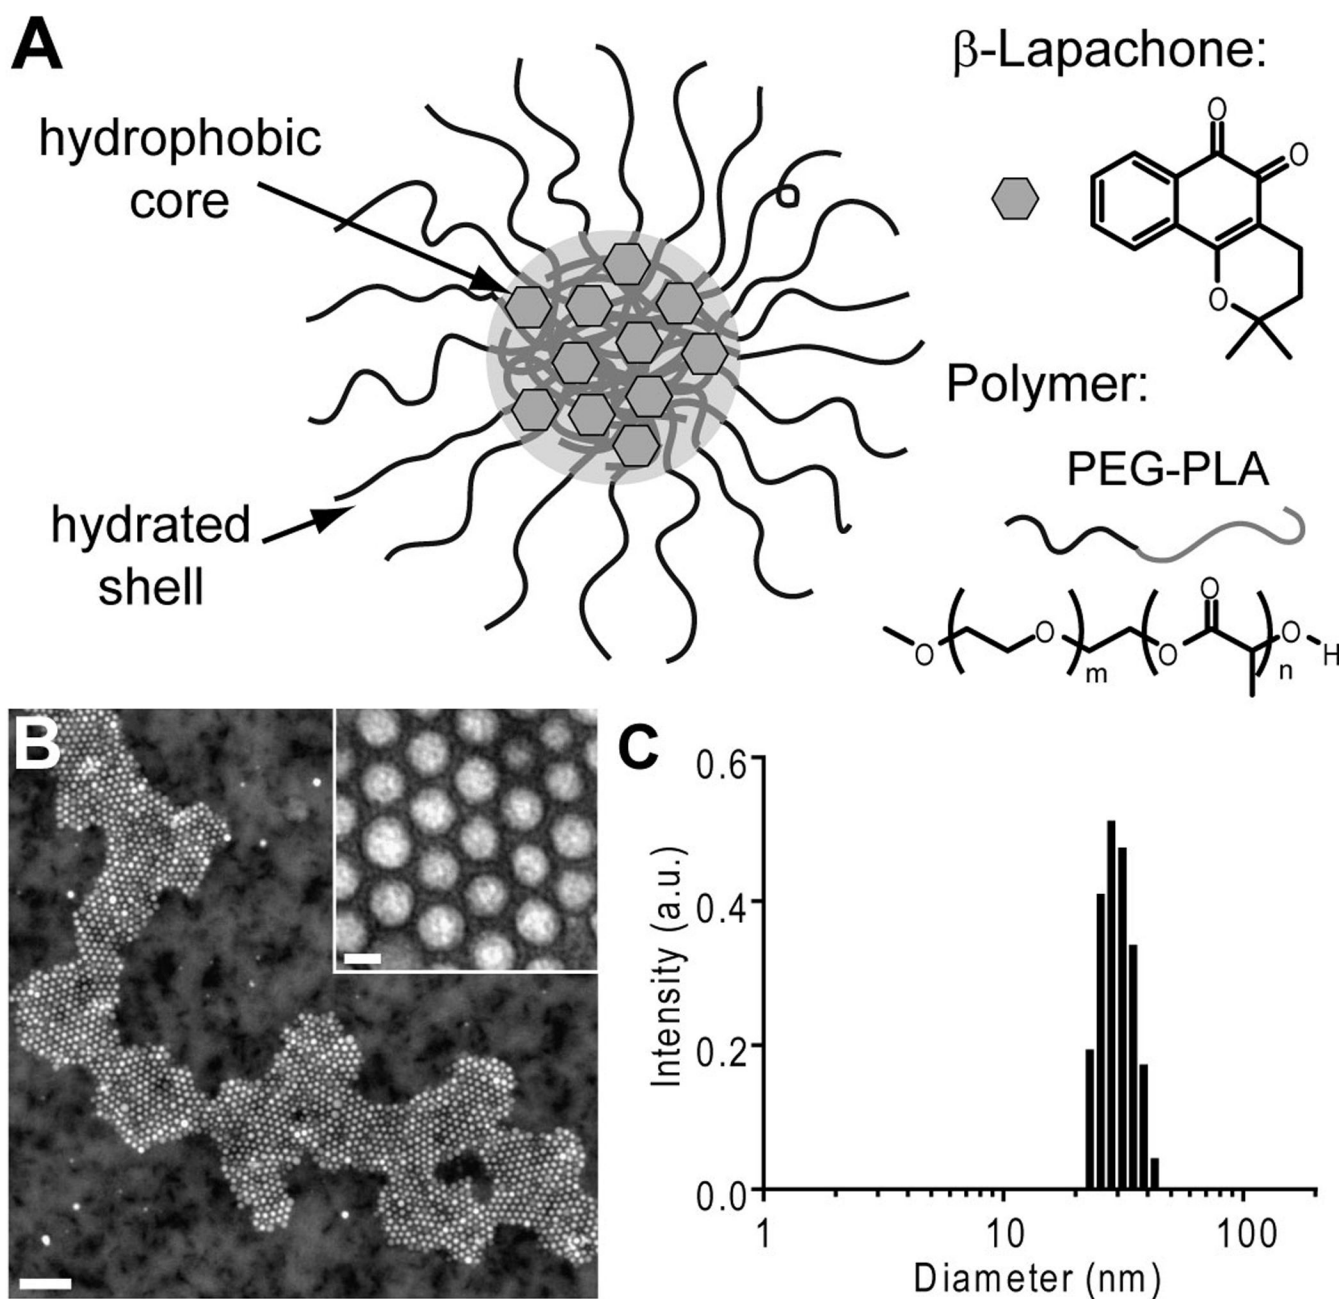 A
hydrophobic
core
hydrated
shell
β-Lapachone:
O
O
O
Polymer:
PEG-PLA
O
O
O
m
O
O
n
H
B
C
0.6
0.4
0.2
0.0
Intensity (a.u.)
1
10
100
Diameter (nm)